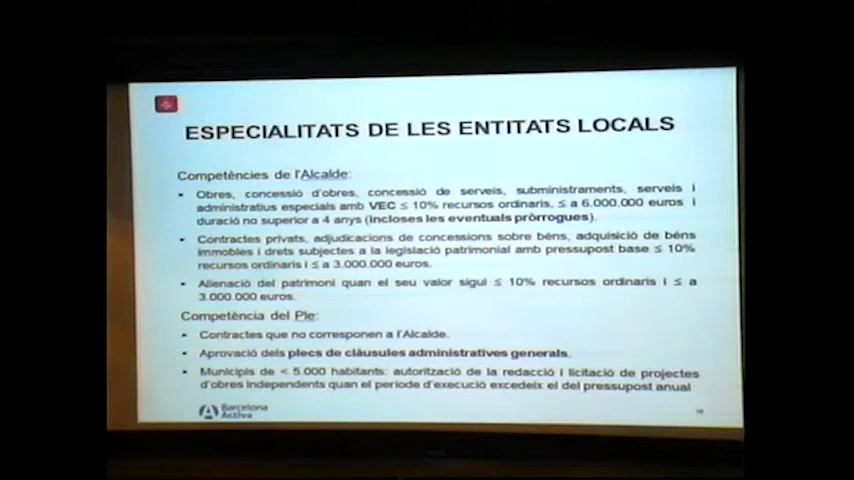 ESPECIALITATS DE LES ENTITATS LOCALS
Competències de l'Alcalde:
▪ Obres, concessió d'obres, concessió de serveis, subministraments, serveis i
administratius especials amb VEC ≤ 10% recursos ordinaris, ≤ a 6.000.000 euros i
duració no superior a 4 anys (incloses les eventuals pròrrogues).
▪ Contractes privats, adjudicacions de concessions sobre béns, adquisició de béns
immobles i drets subjectes a la legislació patrimonial amb pressupost base ≤ 10%
recursos ordinaris i ≤ a 3.000.000 euros.
▪ Alienació del patrimoni quan el seu valor sigui ≤ 10% recursos ordinaris i ≤ a
3.000.000 euros.
Competència del Ple:
▪ Contractes que no corresponen a l'Alcalde.
▪ Aprovació dels plecs de clàusules administratives generals.
▪ Municipis de < 5.000 habitants: autorització de la redacció i licitació de projectes
d'obres independents quan el període d'execució excedeix el del pressupost anual
Barcelona
Activa